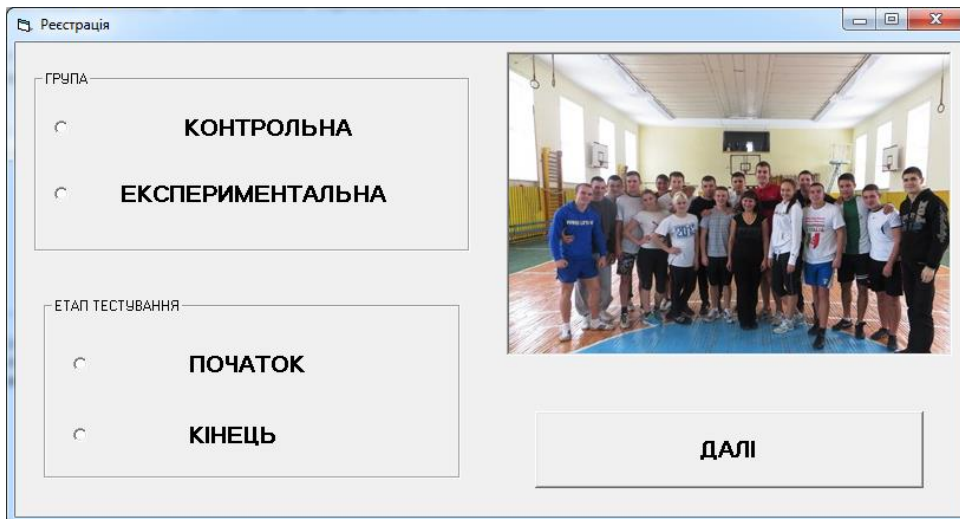 Реєстрація
ГРУПА
КОНТРОЛЬНА
ЕКСПЕРИМЕНТАЛЬНА
ЕТАП ТЕСТУВАННЯ
ПОЧАТОК
КІНЕЦЬ
ДАЛІ